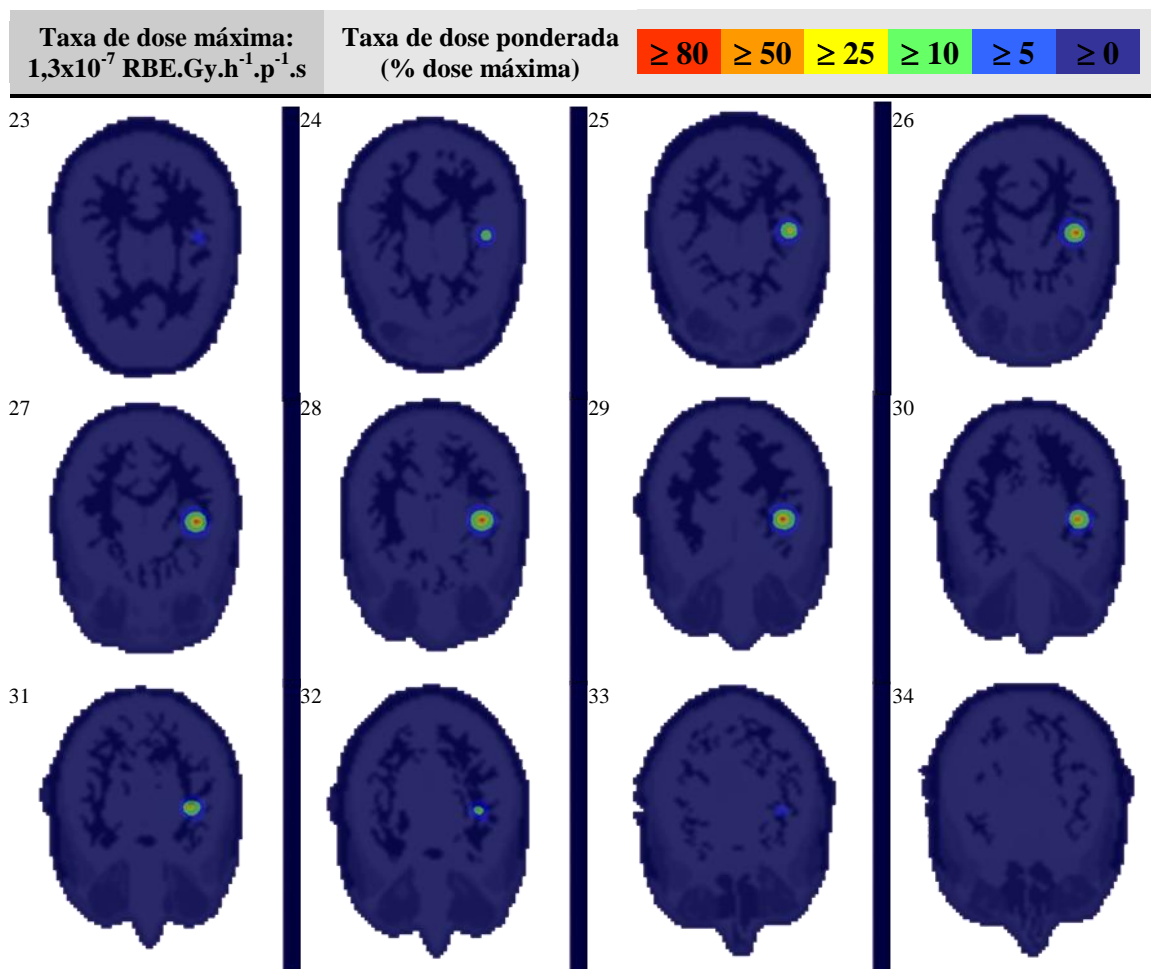 Taxa de dose máxima:
1,3x10⁻⁷ RBE.Gy.h⁻¹.p⁻¹.s
Taxa de dose ponderada
(% dose máxima)
≥ 80 ≥ 50 ≥ 25 ≥ 10 ≥ 5 ≥ 0
23 24 25 26
27 28 29 30
31 32 33 34